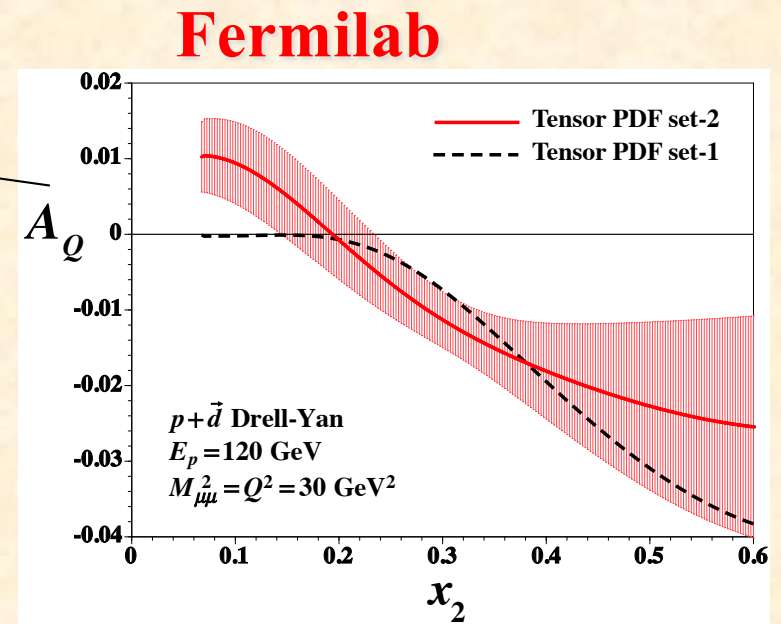 Fermilab
0.02
0.01
0
-0.01
-0.02
-0.03
-0.04
A_Q
Tensor PDF set-2
Tensor PDF set-1
p + d⃗ Drell-Yan
E_p = 120 GeV
M²_μμ = Q² = 30 GeV²
0 0.1 0.2 0.3 0.4 0.5 0.6
x₂